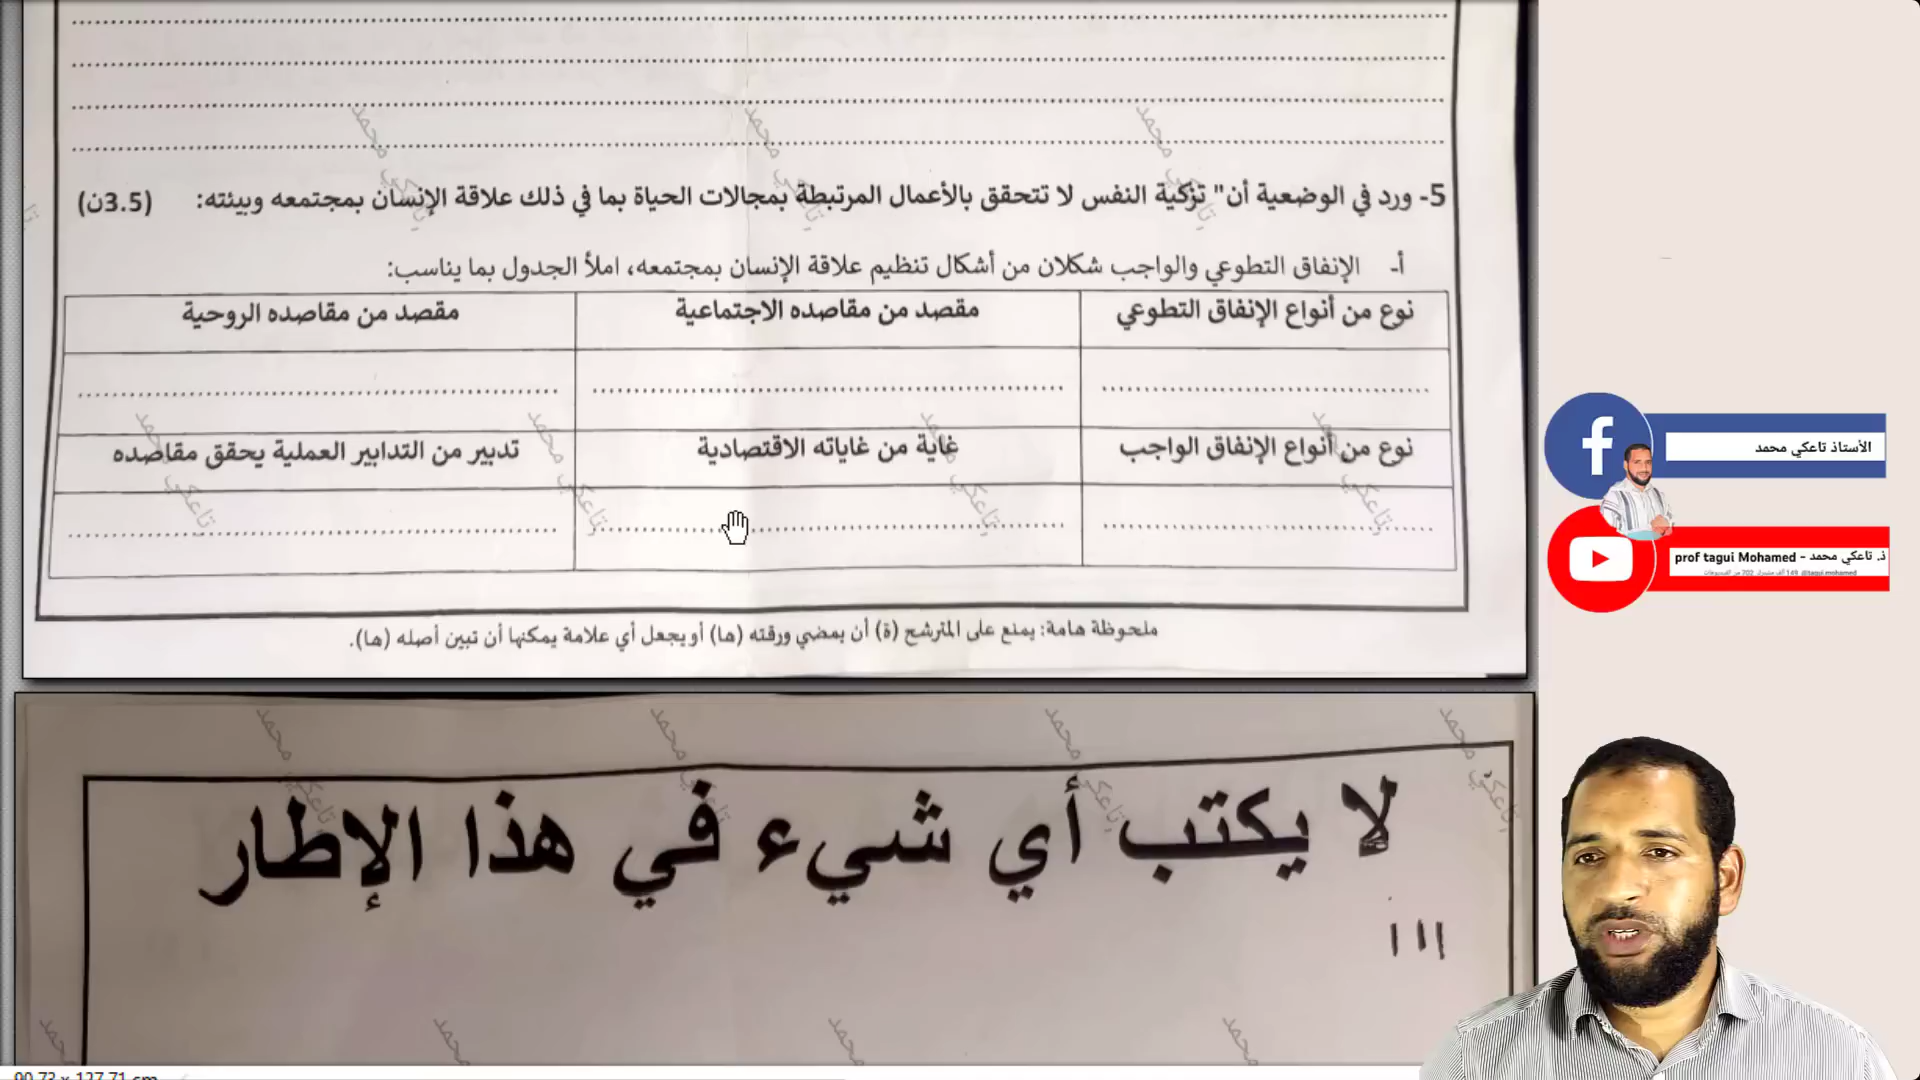 5- ورد في الوضعية أن" تزكية النفس لا تتحقق بالأعمال المرتبطة بمجالات الحياة بما في ذلك علاقة الإنسان بمجتمعه وبيئته: (3.5ن)
أ- الإنفاق التطوعي والواجب شكلان من أشكال تنظيم علاقة الإنسان بمجتمعه، املأ الجدول بما يناسب:
نوع من أنواع الإنفاق التطوعي
مقصد من مقاصده الاجتماعية
مقصد من مقاصده الروحية
نوع من أنواع الإنفاق الواجب
غاية من غاياته الاقتصادية
تدبير من التدابير العملية يحقق مقاصده
ملحوظة هامة: يمنع على المترشح (ة) أن يمضي ورقته (ها) أو يجعل أي علامة يمكنها أن تبين أصله (ها).
لا يكتب أي شيء في هذا الإطار
الأستاذ تاعكي محمد
ذ. تاعكي محمد - prof tagui Mohamed
تاعكي محمد